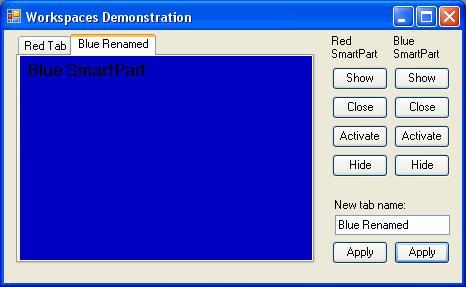 Workspaces Demonstration
Red Tab
Blue Renamed
Blue SmartPart
Red SmartPart
Blue SmartPart
Show
Show
Close
Close
Activate
Activate
Hide
Hide
New tab name:
Blue Renamed
Apply
Apply